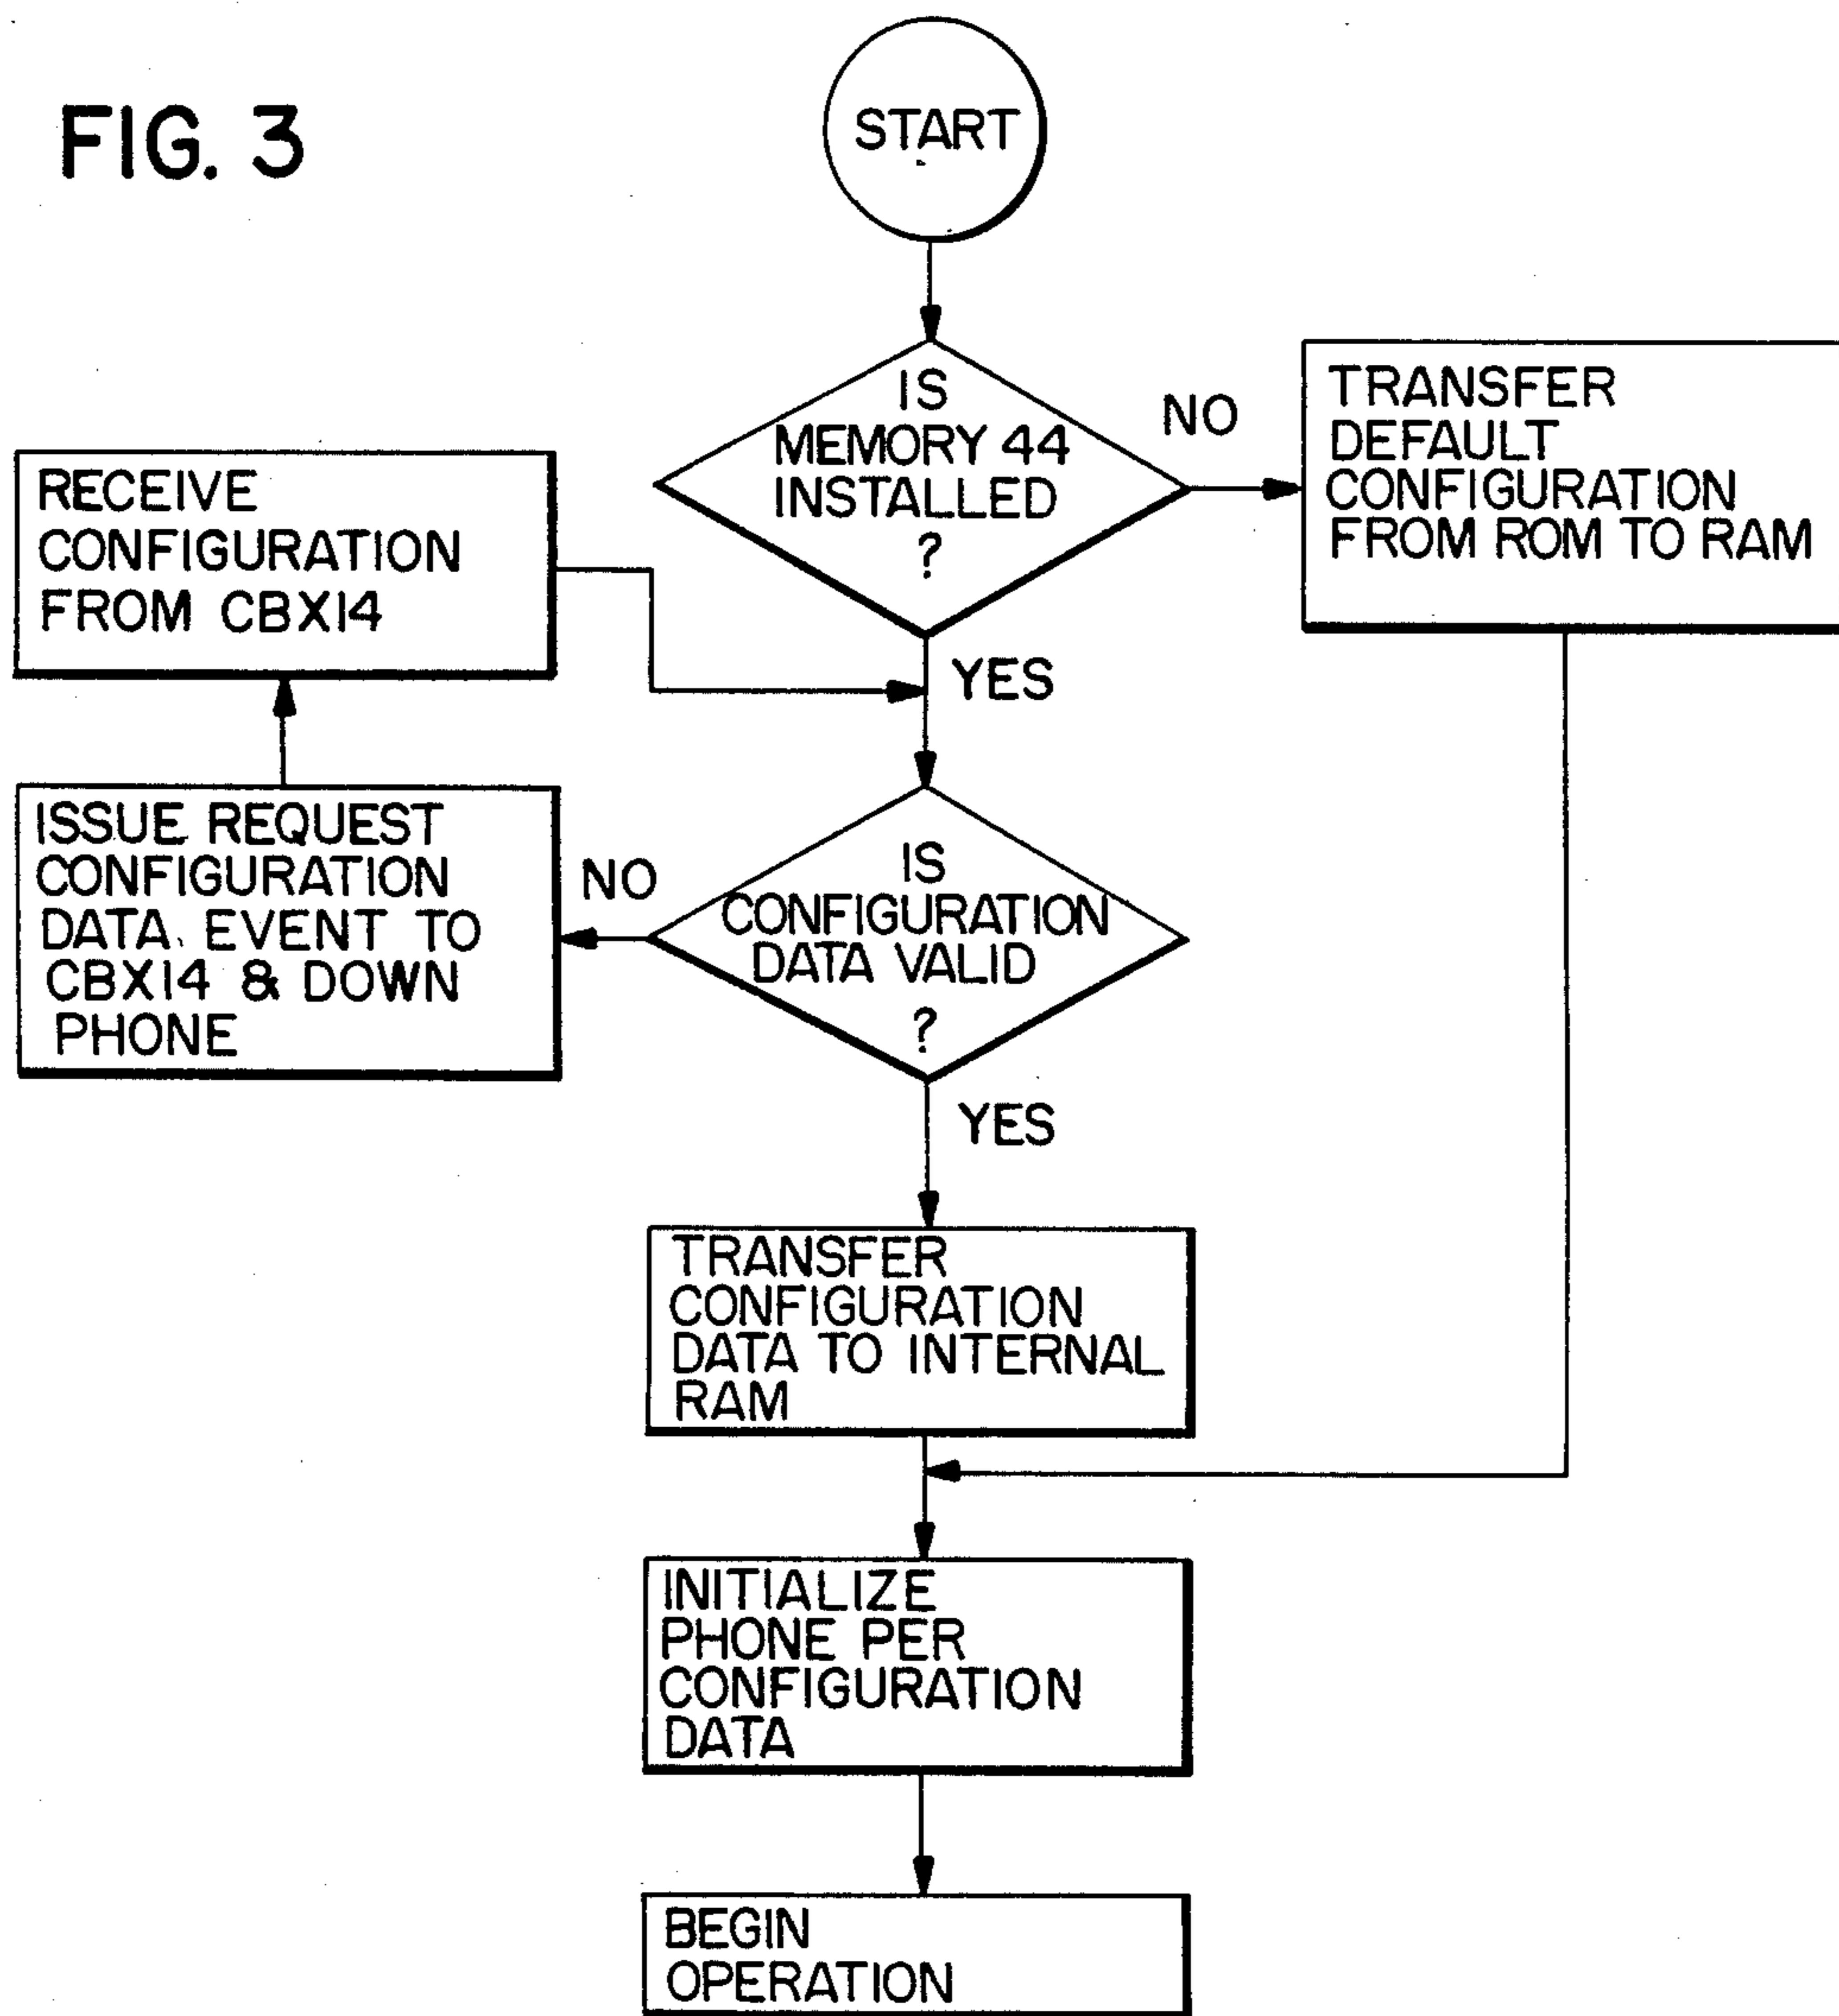 FIG. 3
START
IS
MEMORY 44
INSTALLED
?
NO
TRANSFER
DEFAULT
CONFIGURATION
FROM ROM TO RAM
RECEIVE
CONFIGURATION
FROM CBX14
YES
ISSUE REQUEST
CONFIGURATION
DATA EVENT TO
CBX14 & DOWN
PHONE
NO
IS
CONFIGURATION
DATA VALID
?
YES
TRANSFER
CONFIGURATION
DATA TO INTERNAL
RAM
INITIALIZE
PHONE PER
CONFIGURATION
DATA
BEGIN
OPERATION